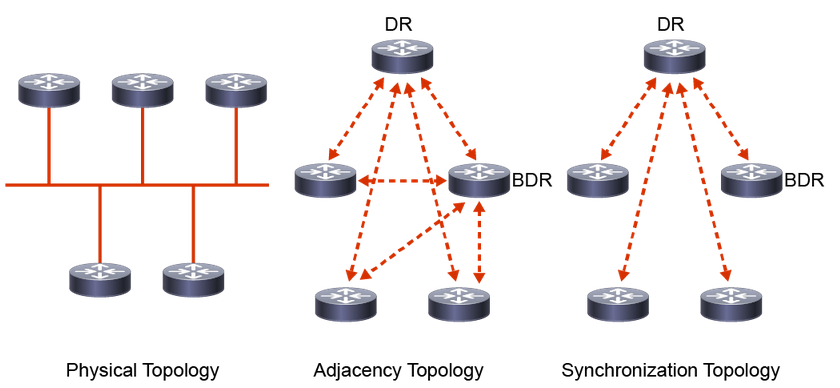 DR
DR
BDR
BDR
Physical Topology
Adjacency Topology
Synchronization Topology